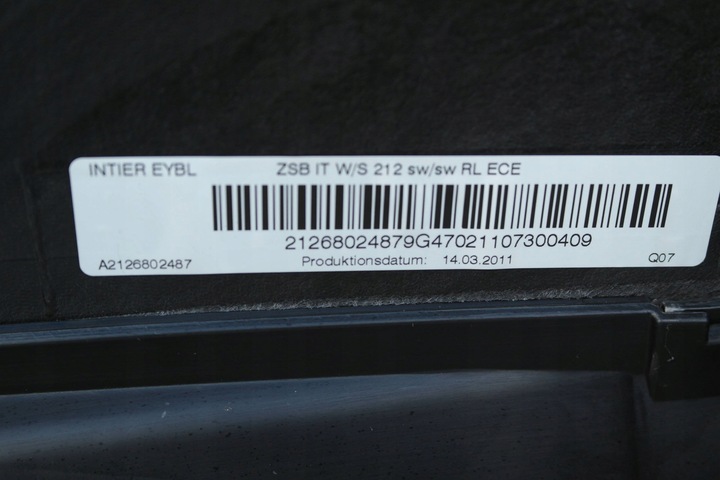 INTIER EYBL ZSB IT W/S 212 sw/sw RL ECE
21268024879G47021107300409
A2126802487 Produktionsdatum: 14.03.2011 Q07